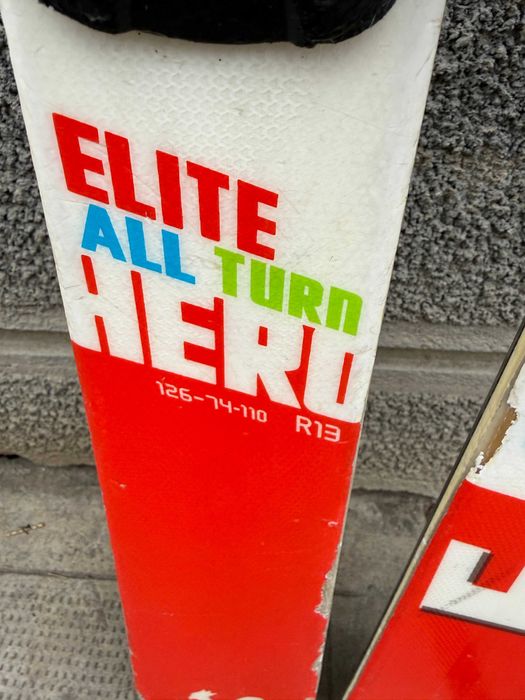 ELITE
ALL TURN
HERO
126-74-110 R13